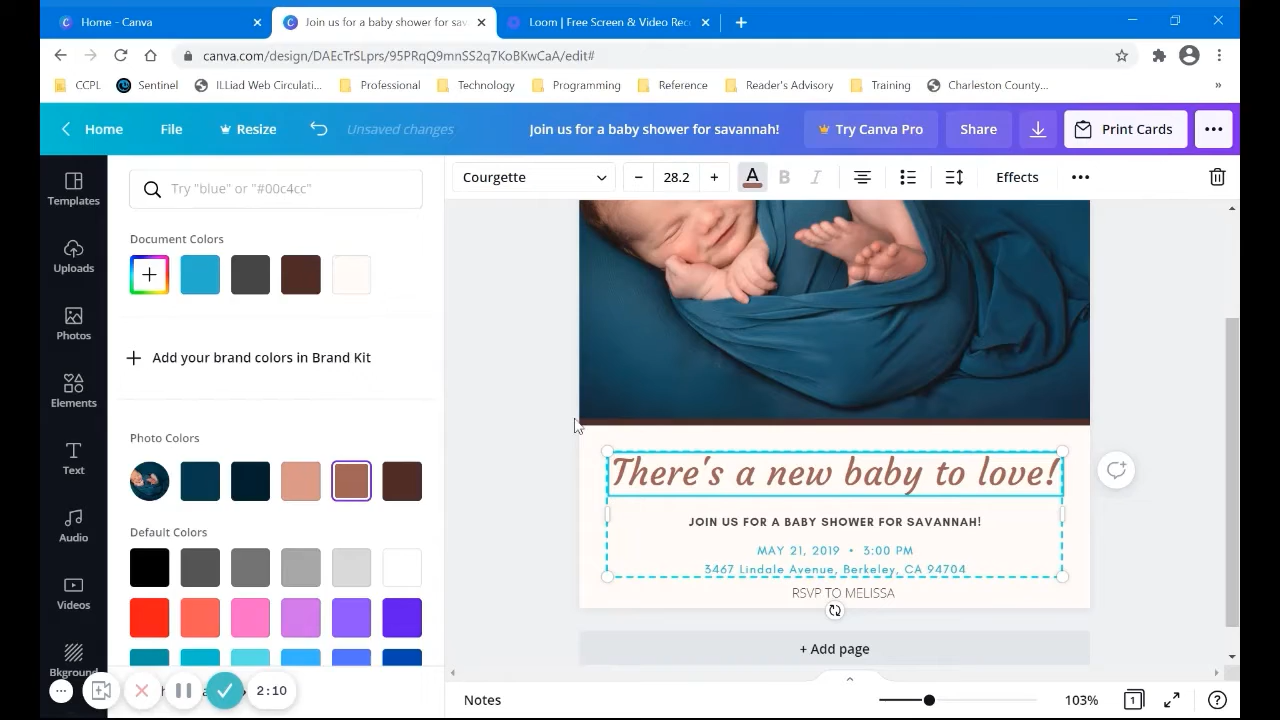 Home - Canva
Join us for a baby shower for sav
Loom | Free Screen & Video Rec
canva.com/design/DAEcTrSLprs/95PRqQ9mnSS2q7KoBKwCaA/edit#
CCPL
Sentinel
ILLiad Web Circulati...
Professional
Technology
Programming
Reference
Reader's Advisory
Training
Charleston County...
»
Home
File
Resize
Unsaved changes
Join us for a baby shower for savannah!
Try Canva Pro
Share
Print Cards
Courgette
28.2
A
B
I
Effects
Templates
Uploads
Photos
Elements
Text
Audio
Videos
Bkground
Try "blue" or "#00c4cc"
Document Colors
Add your brand colors in Brand Kit
Photo Colors
Default Colors
2:10
There's a new baby to love!
JOIN US FOR A BABY SHOWER FOR SAVANNAH!
MAY 21, 2019 • 3:00 PM
3467 Lindale Avenue, Berkeley, CA 94704
RSVP TO MELISSA
+ Add page
Notes
103%
1
?